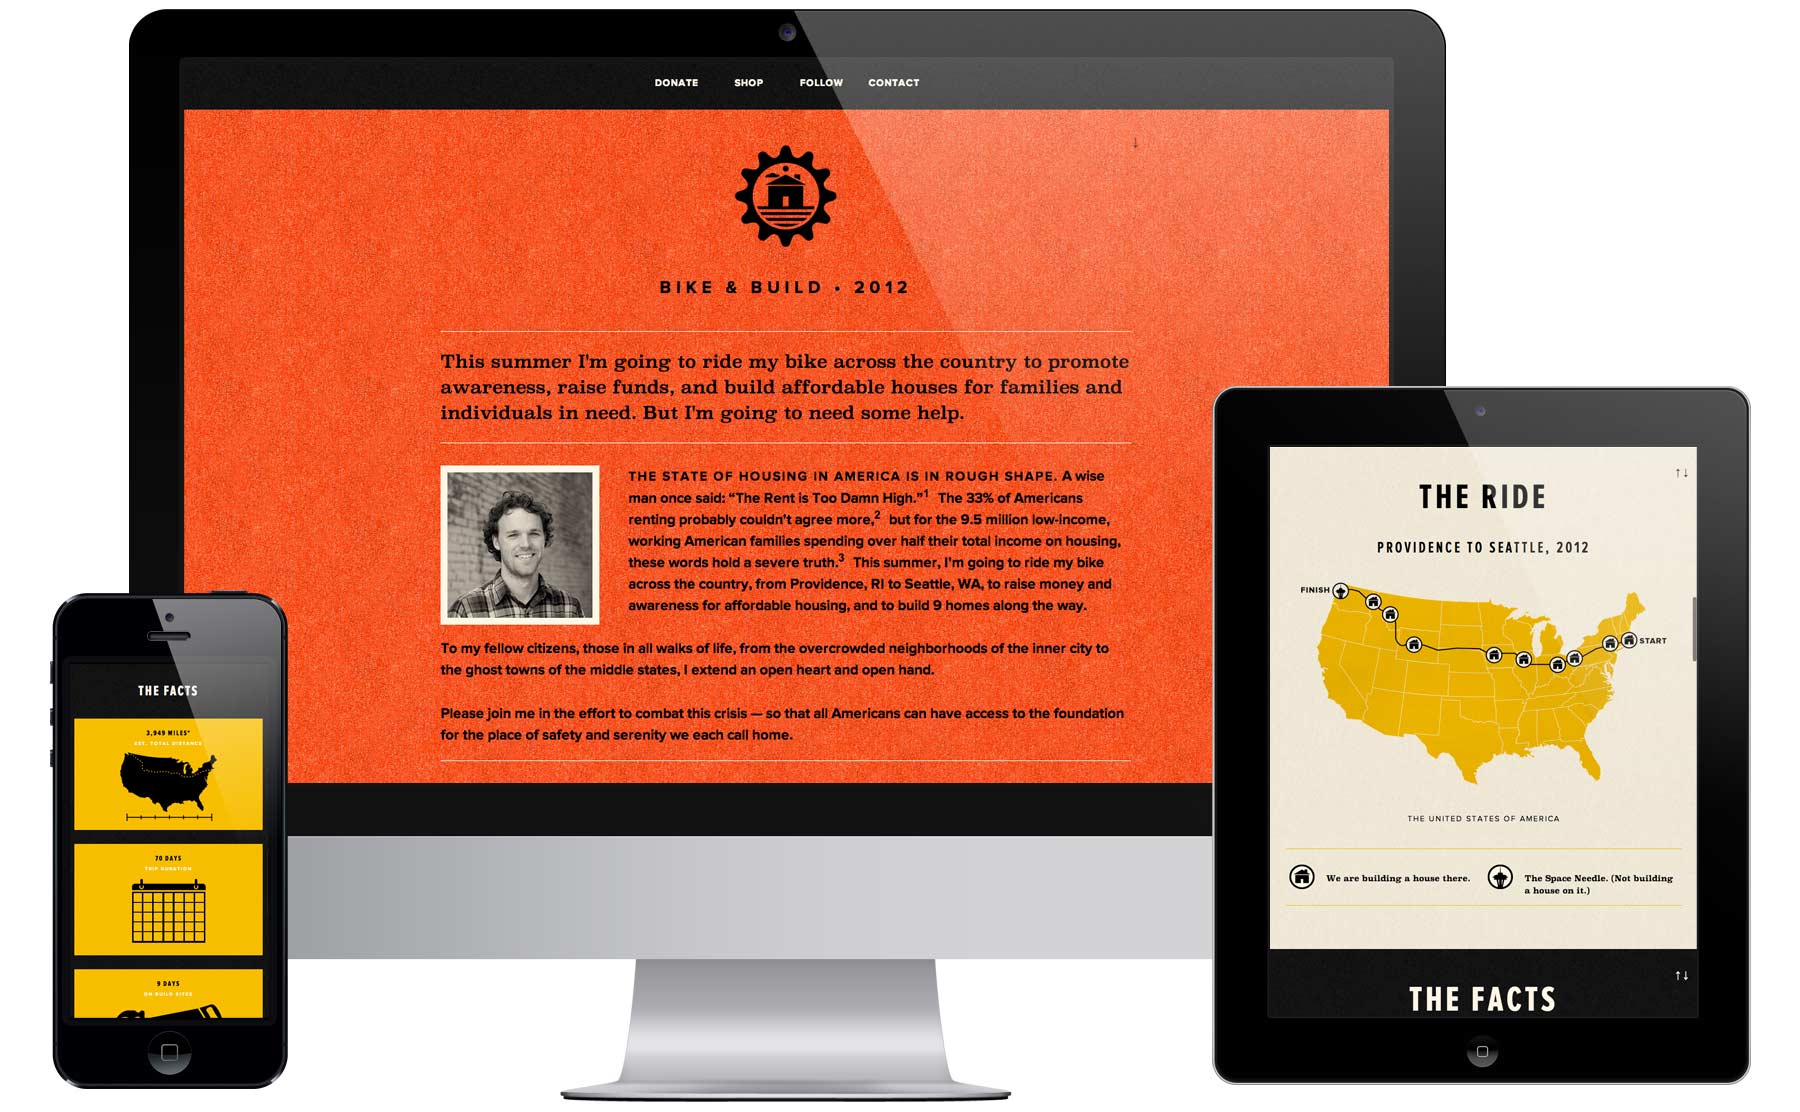 DONATE SHOP FOLLOW CONTACT
↓
BIKE & BUILD • 2012
This summer I'm going to ride my bike across the country to promote
awareness, raise funds, and build affordable houses for families and
individuals in need. But I'm going to need some help.
THE STATE OF HOUSING IN AMERICA IS IN ROUGH SHAPE. A wise
man once said: “The Rent is Too Damn High.”1 The 33% of Americans
renting probably couldn’t agree more,2 but for the 9.5 million low-income,
working American families spending over half their total income on housing,
these words hold a severe truth.3 This summer, I'm going to ride my bike
across the country, from Providence, RI to Seattle, WA, to raise money and
awareness for affordable housing, and to build 9 homes along the way.
To my fellow citizens, those in all walks of life, from the overcrowded neighborhoods of the inner city to
the ghost towns of the middle states, I extend an open heart and open hand.
Please join me in the effort to combat this crisis — so that all Americans can have access to the foundation
for the place of safety and serenity we each call home.
THE FACTS
3,949 MILES*
EST. TOTAL DISTANCE
70 DAYS
TRIP DURATION
9 DAYS
ON BUILD SITES
↑↓
THE RIDE
PROVIDENCE TO SEATTLE, 2012
FINISH
START
THE UNITED STATES OF AMERICA
We are building a house there.
The Space Needle. (Not building
a house on it.)
↑↓
THE FACTS